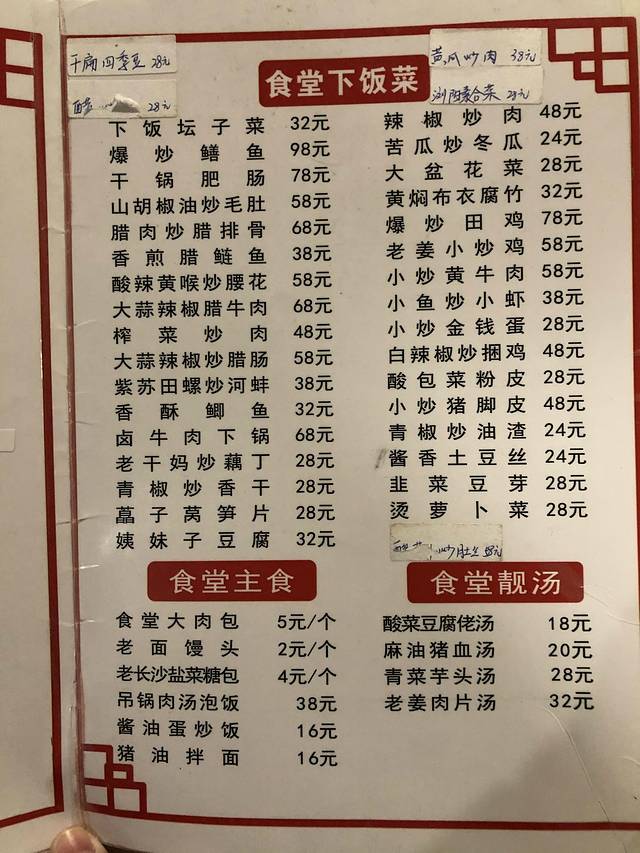 干扁四季豆 28元
28元
黄瓜炒肉 38元
浏阳素合菜 28元
食堂下饭菜
下饭坛子菜 32元
爆炒鳝鱼 98元
干锅肥肠 78元
山胡椒油炒毛肚 58元
腊肉炒腊排骨 68元
香煎腊鲢鱼 38元
酸辣黄喉炒腰花 58元
大蒜辣椒腊牛肉 68元
榨菜炒肉 48元
大蒜辣椒炒腊肠 58元
紫苏田螺炒河蚌 38元
香酥鲫鱼 32元
卤牛肉下锅 68元
老干妈炒藕丁 28元
青椒炒香干 28元
藠子莴笋片 28元
姨妹子豆腐 32元
辣椒炒肉 48元
苦瓜炒冬瓜 24元
大盆花菜 28元
黄焖布衣腐竹 32元
爆炒田鸡 78元
老姜小炒鸡 58元
小炒黄牛肉 58元
小鱼炒小虾 38元
小炒金钱蛋 28元
白辣椒炒捆鸡 48元
酸包菜粉皮 28元
小炒猪脚皮 48元
青椒炒油渣 24元
酱香土豆丝 24元
韭菜豆芽 28元
烫萝卜菜 28元
炒肚丝
食堂主食
食堂大肉包 5元/个
老面馒头 2元/个
老长沙盐菜糖包 4元/个
吊锅肉汤泡饭 38元
酱油蛋炒饭 16元
猪油拌面 16元
食堂靓汤
酸菜豆腐佬汤 18元
麻油猪血汤 20元
青菜芋头汤 28元
老姜肉片汤 32元